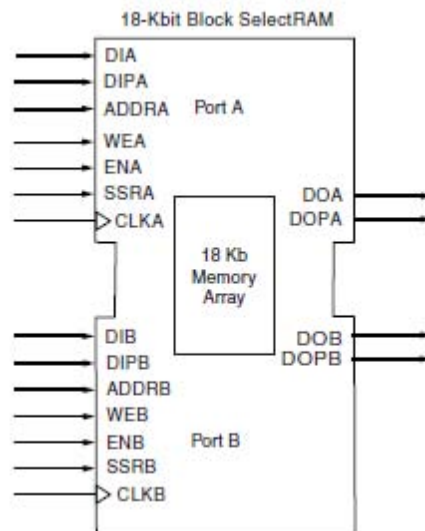 18-Kbit Block SelectRAM
DIA
DIPA
ADDRA Port A
WEA
ENA
SSRA DOA
CLKA DOPA
18 Kb
Memory
Array
DIB DOB
DIPB DOPB
ADDRB
WEB
ENB Port B
SSRB
CLKB